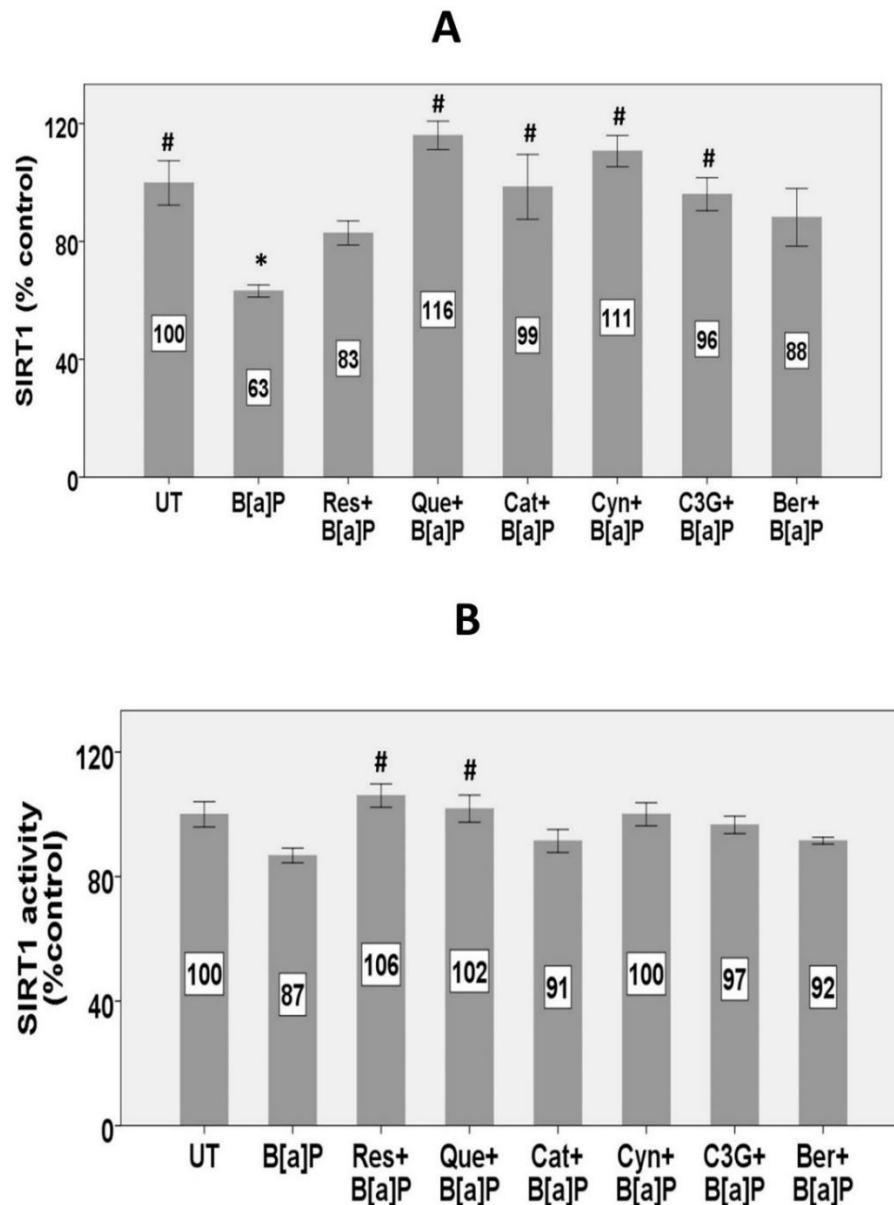 A
SIRT1 (% control)
120
80
40
0
# * # # # #
100 63 83 116 99 111 96 88
UT B[a]P Res+ Que+ Cat+ Cyn+ C3G+ Ber+
B[a]P B[a]P B[a]P B[a]P B[a]P B[a]P
B
SIRT1 activity
(%control)
120
80
40
0
# #
100 87 106 102 91 100 97 92
UT B[a]P Res+ Que+ Cat+ Cyn+ C3G+ Ber+
B[a]P B[a]P B[a]P B[a]P B[a]P B[a]P